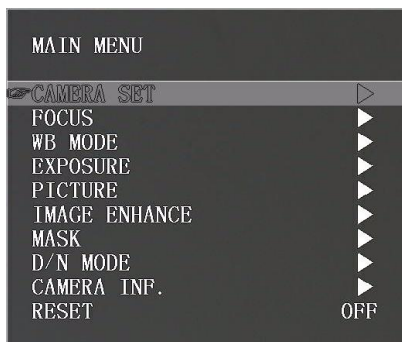 MAIN MENU
CAMERA SET
FOCUS
WB MODE
EXPOSURE
PICTURE
IMAGE ENHANCE
MASK
D/N MODE
CAMERA INF.
RESET OFF